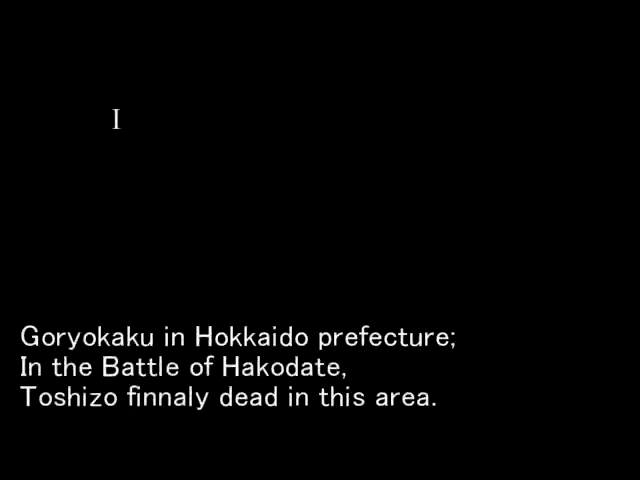 I
Goryokaku in Hokkaido prefecture;
In the Battle of Hakodate,
Toshizo finnaly dead in this area.